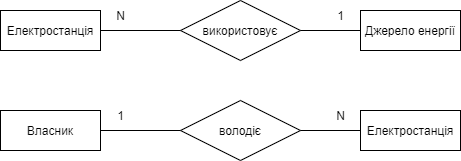 N 1
Електростанція використовує Джерело енергії
1 N
Власник володіє Електростанція